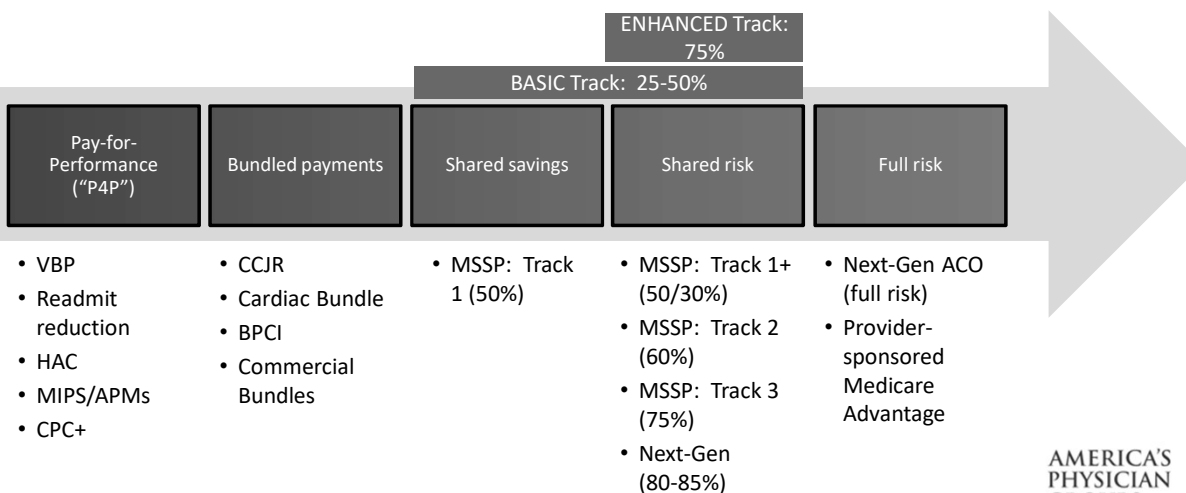 ENHANCED Track:
75%
BASIC Track: 25-50%
Pay-for-
Performance
(“P4P”)
Bundled payments
Shared savings
Shared risk
Full risk
• VBP
• Readmit
reduction
• HAC
• MIPS/APMs
• CPC+
• CCJR
• Cardiac Bundle
• BPCI
• Commercial
Bundles
• MSSP: Track
1 (50%)
• MSSP: Track 1+
(50/30%)
• MSSP: Track 2
(60%)
• MSSP: Track 3
(75%)
• Next-Gen
(80-85%)
• Next-Gen ACO
(full risk)
• Provider-
sponsored
Medicare
Advantage
AMERICA'S
PHYSICIAN